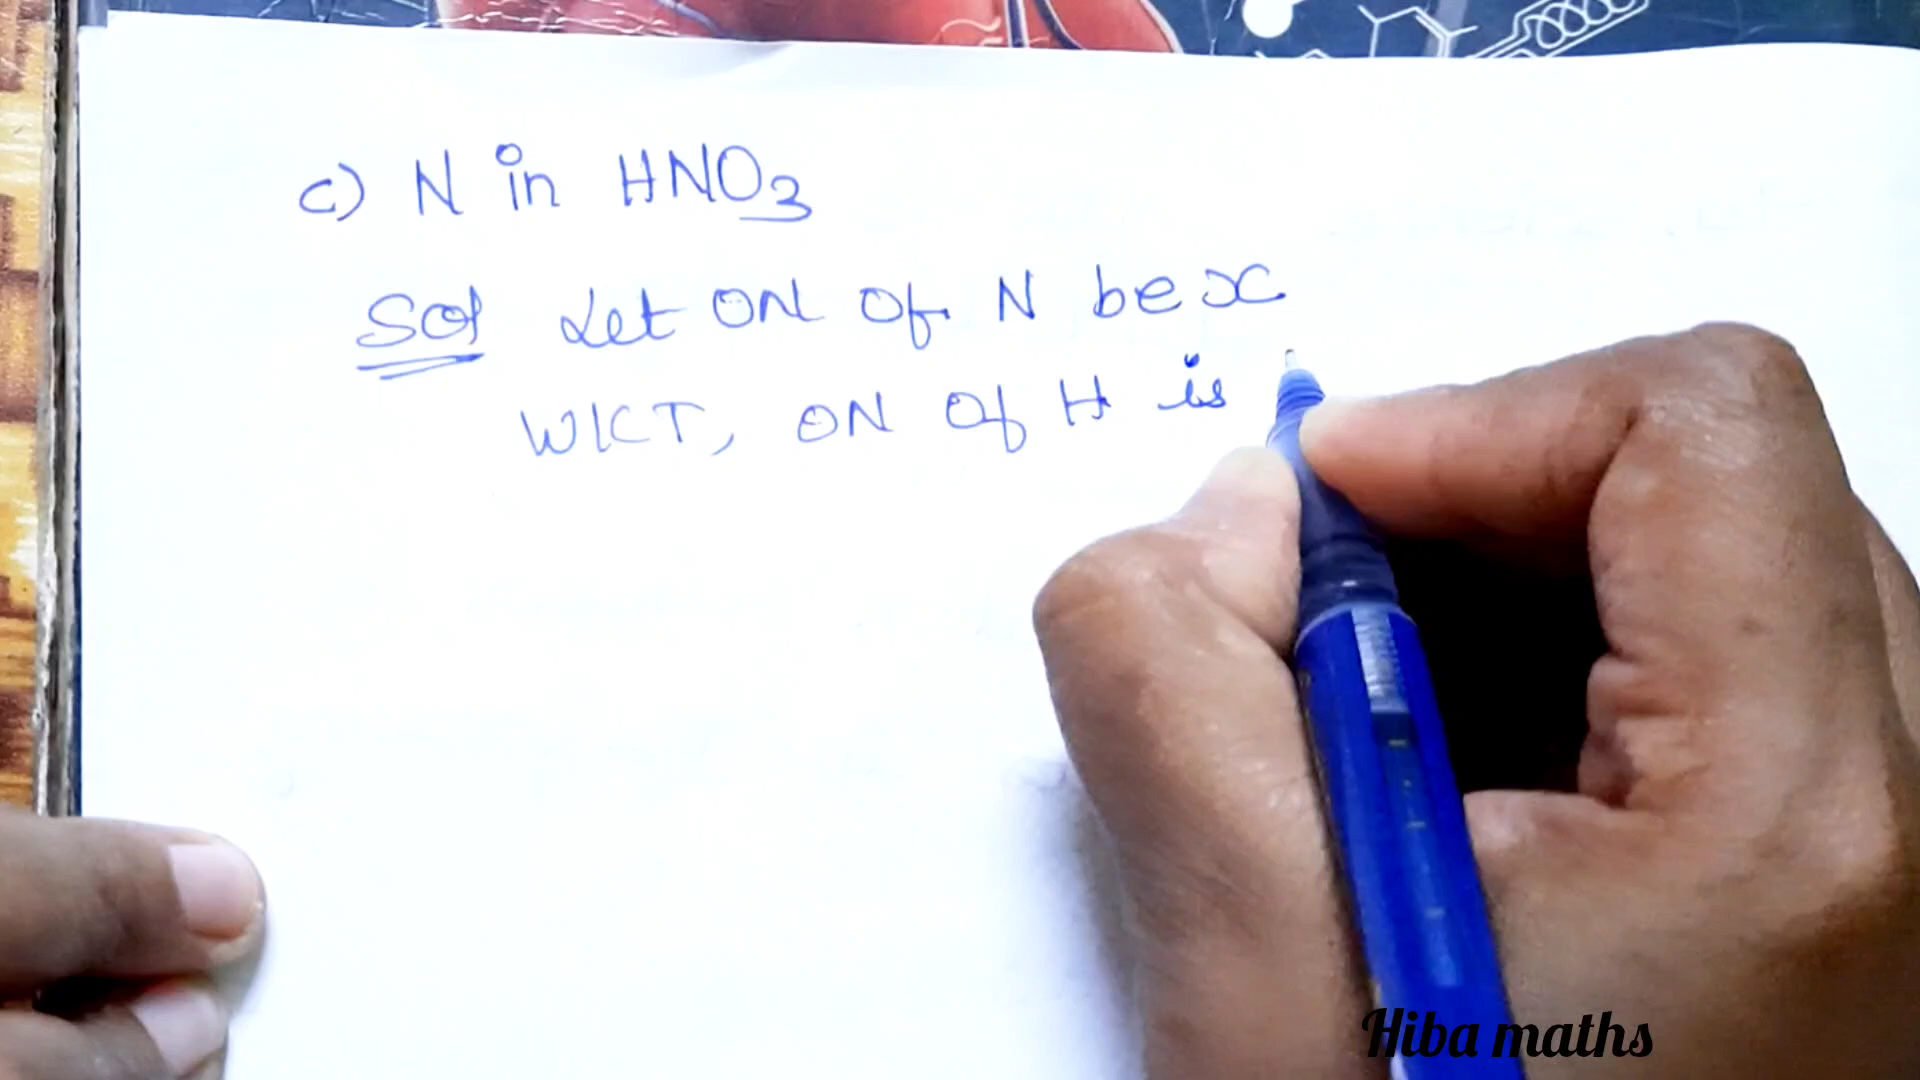 c) N in HNO3
Sol Let ON of N be x
WKT, ON of H is
Hiba maths